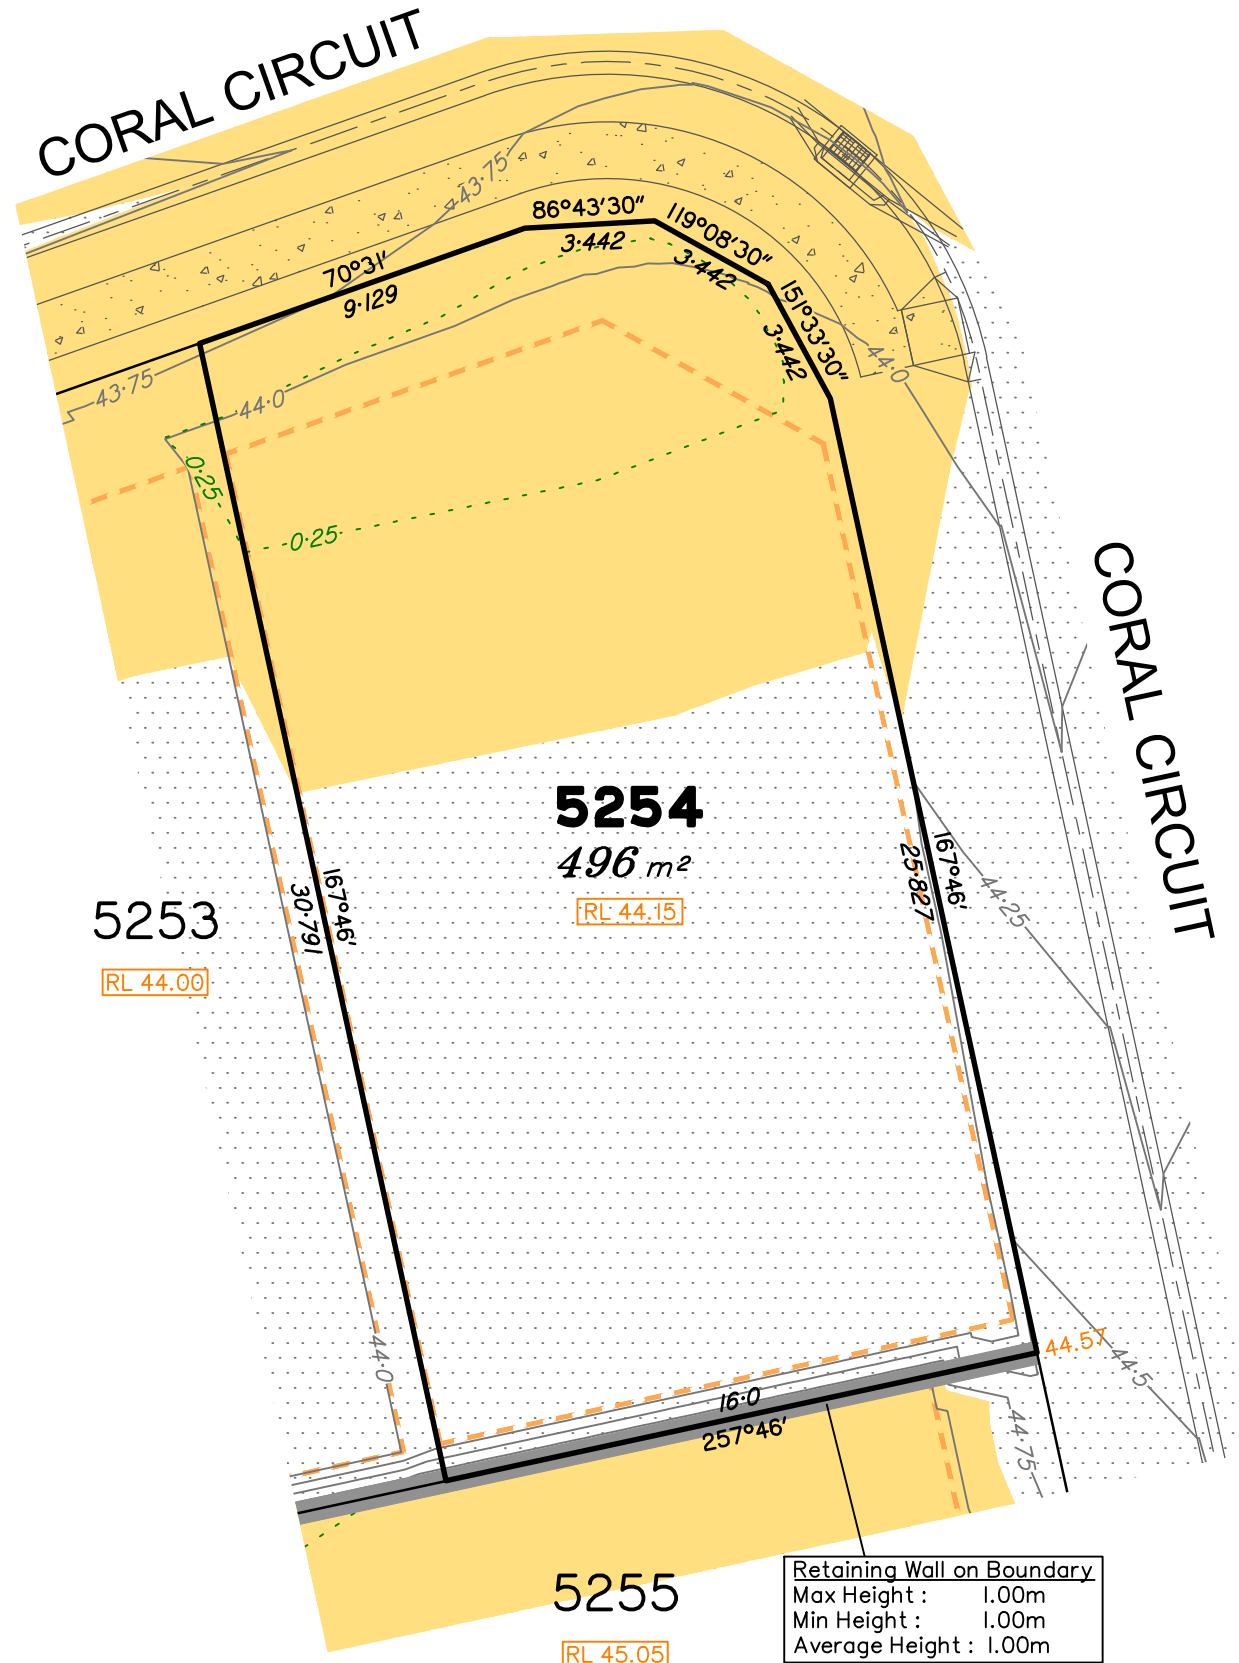 CORAL CIRCUIT
43·75
86°43'30"
3·442
119°08'30"
3·442
70°31'
9·129
151°33'30"
3·442
43·75
44·0
44·0
0·25
0·25
CORAL CIRCUIT
5254
496 m²
RL 44.15
167°46'
30·791
167°46'
25·827
44·25
5253
RL 44.00
44·0
44.57
44·5
16·0
257°46'
44·75
5255
RL 45.05
Retaining Wall on Boundary
Max Height : 1.00m
Min Height : 1.00m
Average Height : 1.00m